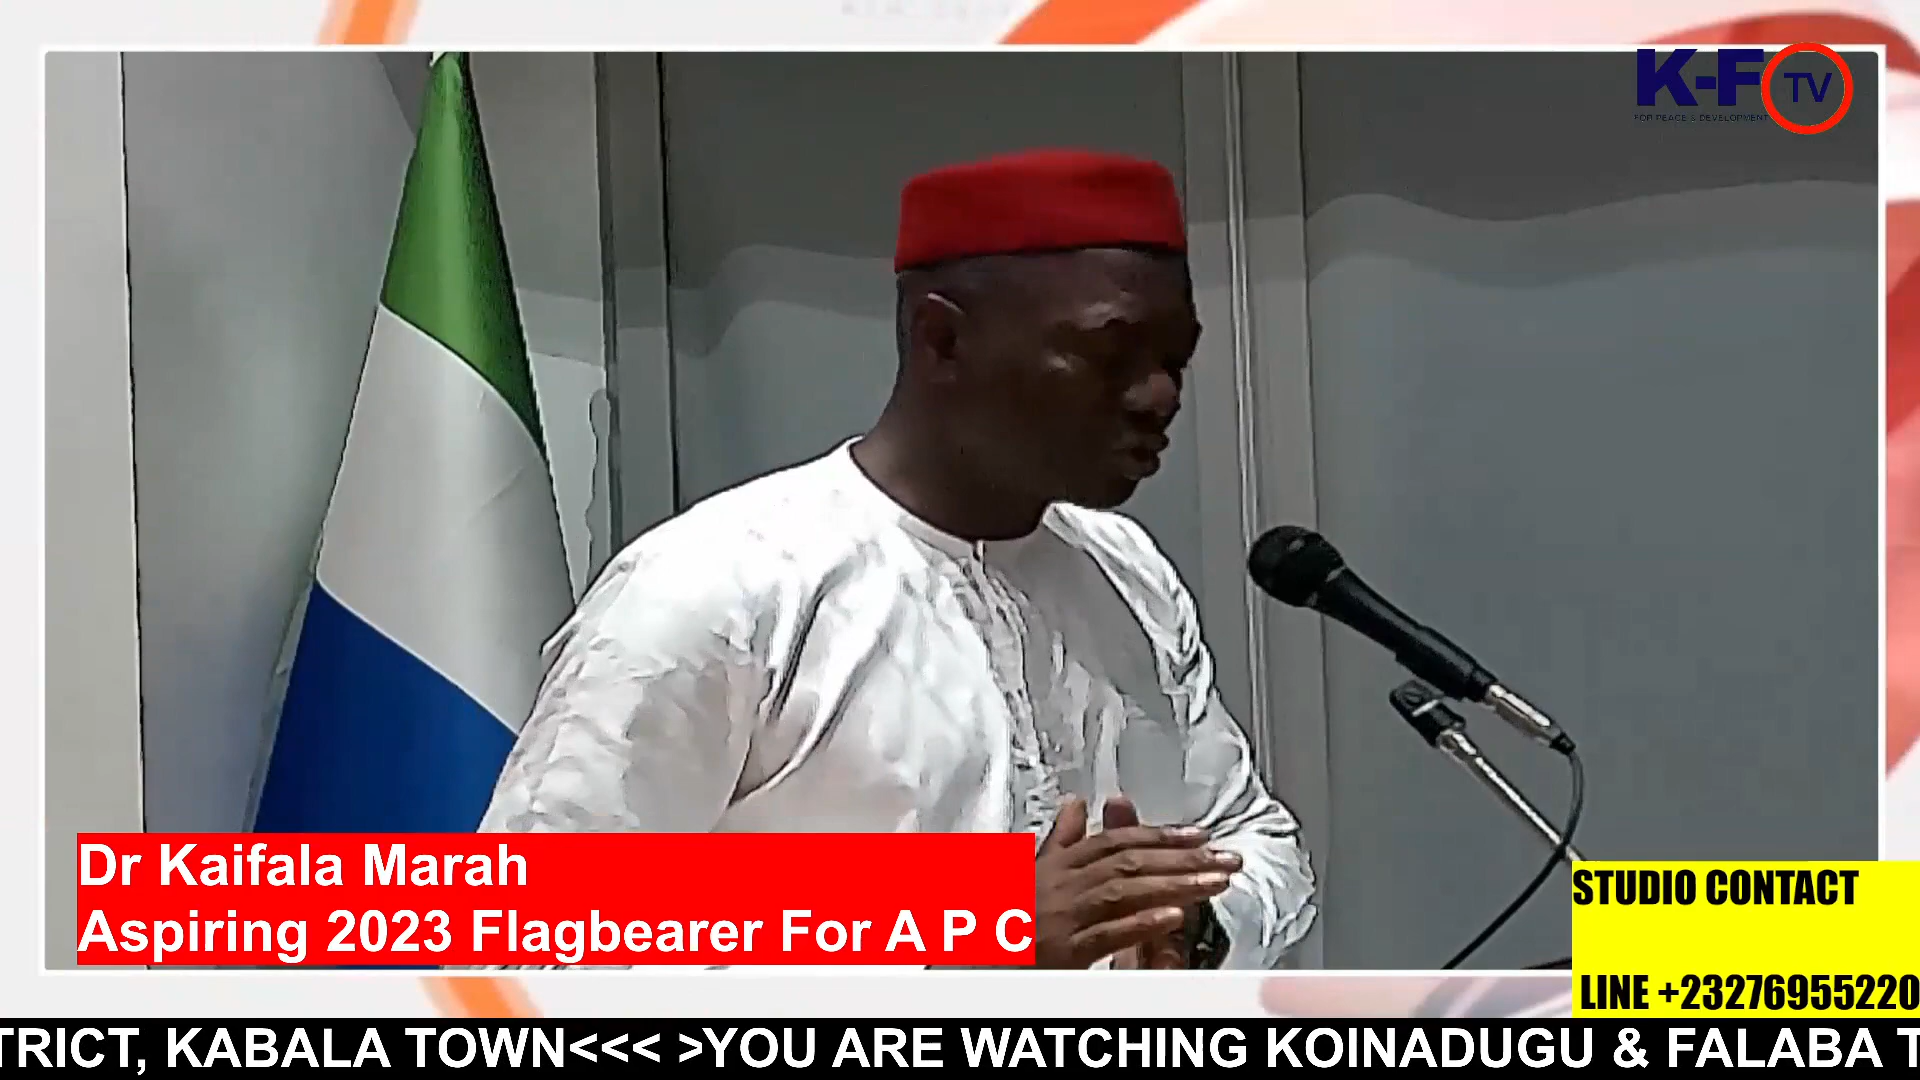 K-F TV
FOR PEACE & DEVELOPMENT
Dr Kaifala Marah
Aspiring 2023 Flagbearer For A P C
STUDIO CONTACT
LINE +23276955220
TRICT, KABALA TOWN<<< >YOU ARE WATCHING KOINADUGU & FALABA T